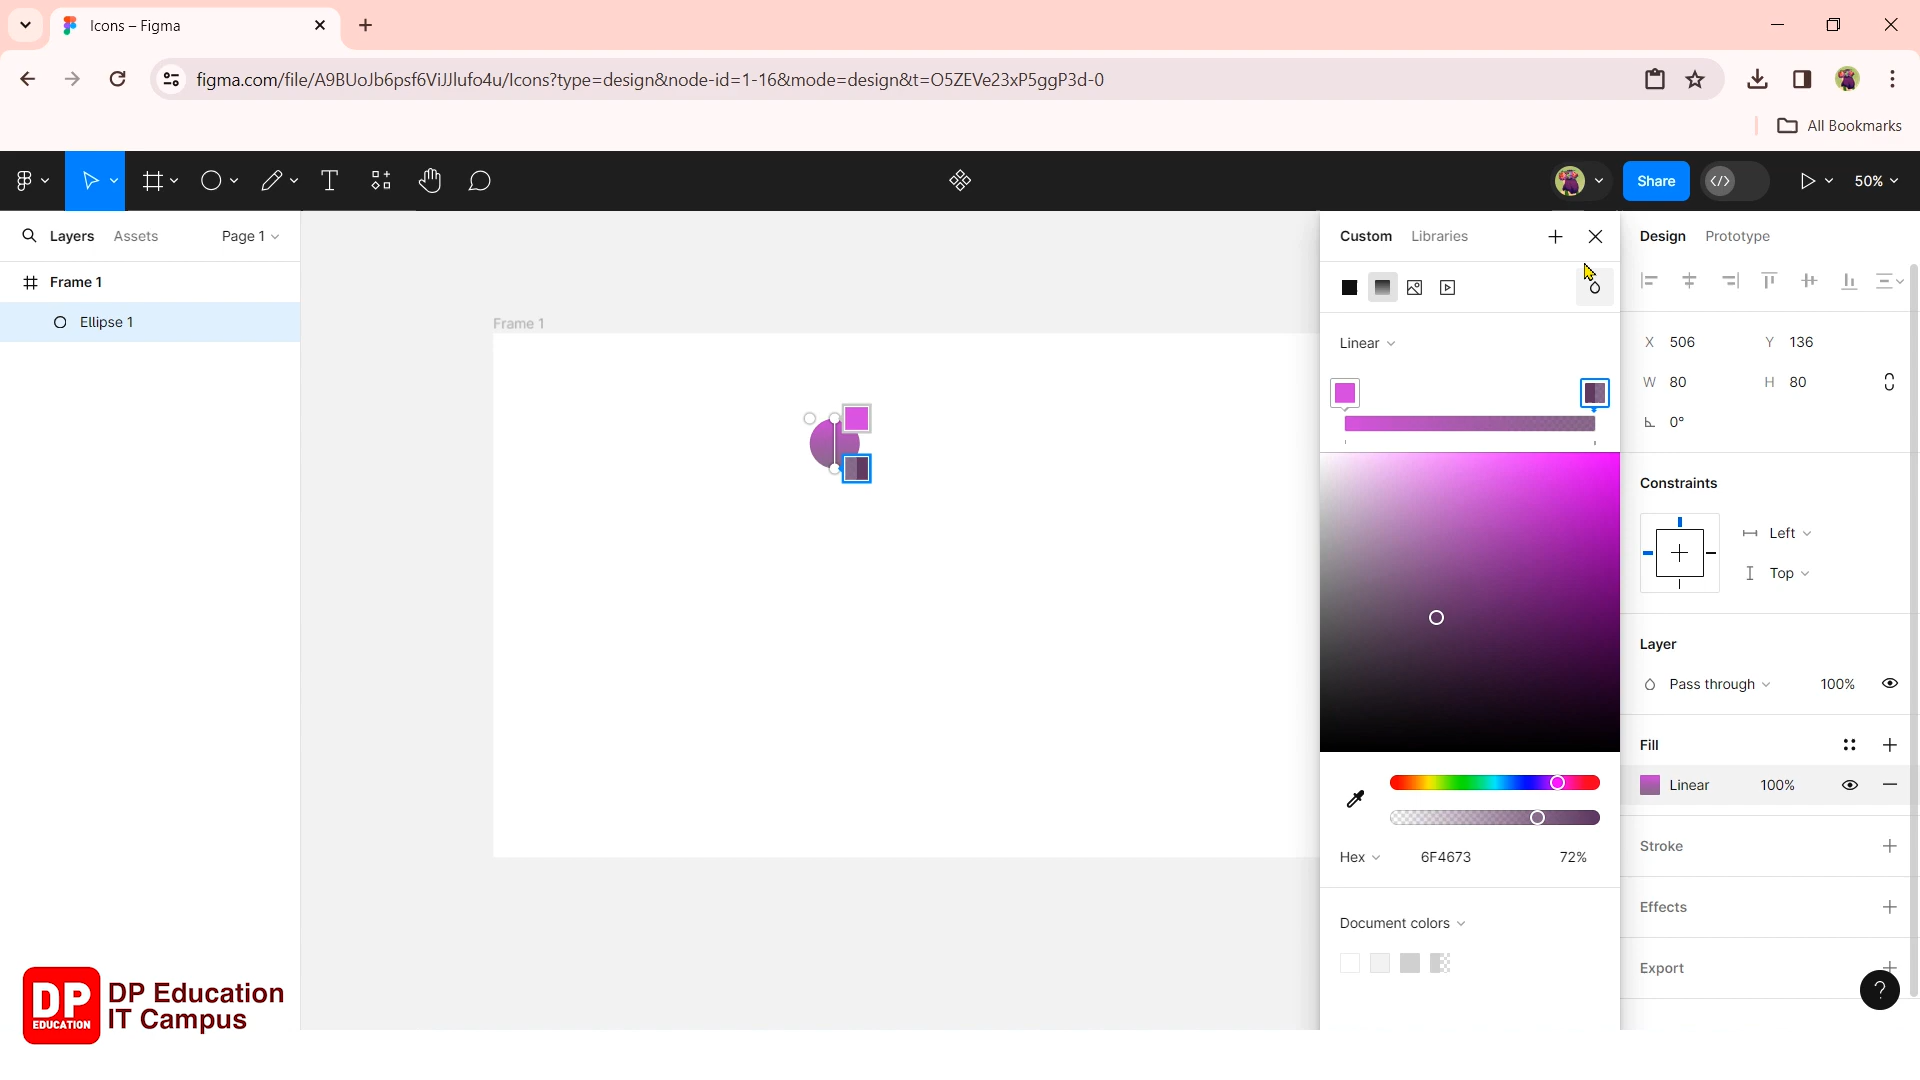 Icons – Figma
figma.com/file/A9BUoJb6psf6ViJJlufo4u/Icons?type=design&node-id=1-16&mode=design&t=O5ZEVe23xP5ggP3d-0
All Bookmarks
Share
50%
Layers Assets Page 1
Frame 1
Ellipse 1
Frame 1
Custom Libraries
Linear
Hex 6F4673 72%
Document colors
Design Prototype
X 506 Y 136
W 80 H 80
0°
Constraints
Left
Top
Layer
Pass through 100%
Fill
Linear 100%
Stroke
Effects
Export
?
DP EDUCATION
DP Education
IT Campus